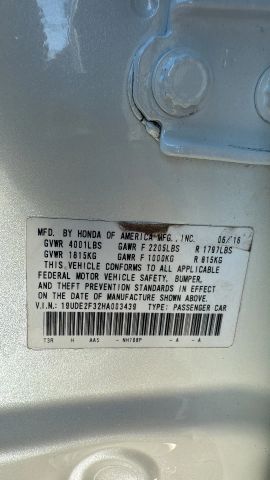 MFD. BY HONDA OF AMERICA MFG., INC. 06/16
GVWR 4001LBS GAWR F 2205LBS R 1797LBS
GVWR 1815KG GAWR F 1000KG R 815KG
THIS VEHICLE CONFORMS TO ALL APPLICABLE
FEDERAL MOTOR VEHICLE SAFETY, BUMPER,
AND THEFT PREVENTION STANDARDS IN EFFECT
ON THE DATE OF MANUFACTURE SHOWN ABOVE.
V.I.N.: 19UDE2F32HA003439 TYPE: PASSENGER CAR
T3R H AAS - NH700P - A - A